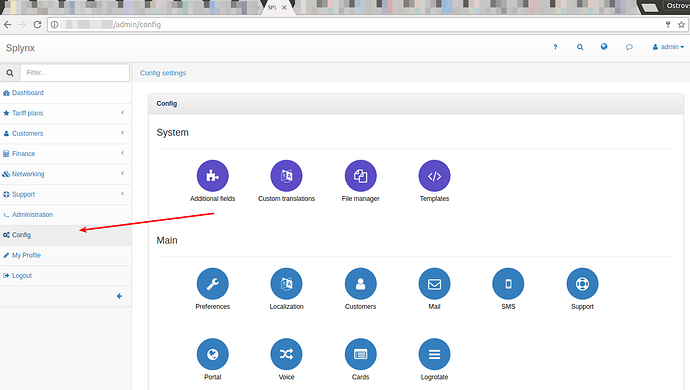 SPL
Ostrovs
/admin/config
Splynx
?
admin
Filter...
Config settings
Dashboard
Tariff plans
Customers
Finance
Networking
Support
Administration
Config
My Profile
Logout
Config
System
Additional fields Custom translations File manager Templates
Main
Preferences Localization Customers Mail SMS Support
Portal Voice Cards Logrotate